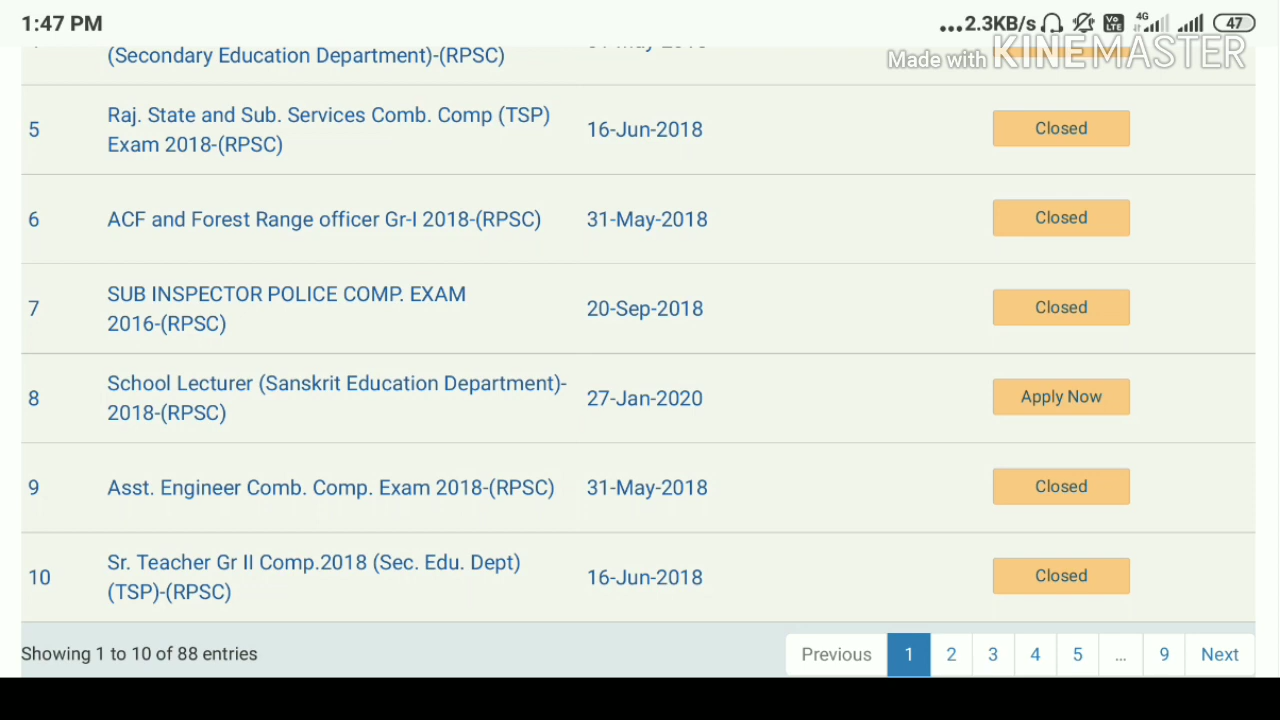 1:47 PM
...2.3KB/s
Vo
LTE
4G
47
Made with KINEMASTER
(Secondary Education Department)-(RPSC)
5
Raj. State and Sub. Services Comb. Comp (TSP)
Exam 2018-(RPSC)
16-Jun-2018
Closed
6
ACF and Forest Range officer Gr-I 2018-(RPSC)
31-May-2018
Closed
7
SUB INSPECTOR POLICE COMP. EXAM
2016-(RPSC)
20-Sep-2018
Closed
8
School Lecturer (Sanskrit Education Department)-
2018-(RPSC)
27-Jan-2020
Apply Now
9
Asst. Engineer Comb. Comp. Exam 2018-(RPSC)
31-May-2018
Closed
10
Sr. Teacher Gr II Comp.2018 (Sec. Edu. Dept)
(TSP)-(RPSC)
16-Jun-2018
Closed
Showing 1 to 10 of 88 entries
Previous 1 2 3 4 5 ... 9 Next